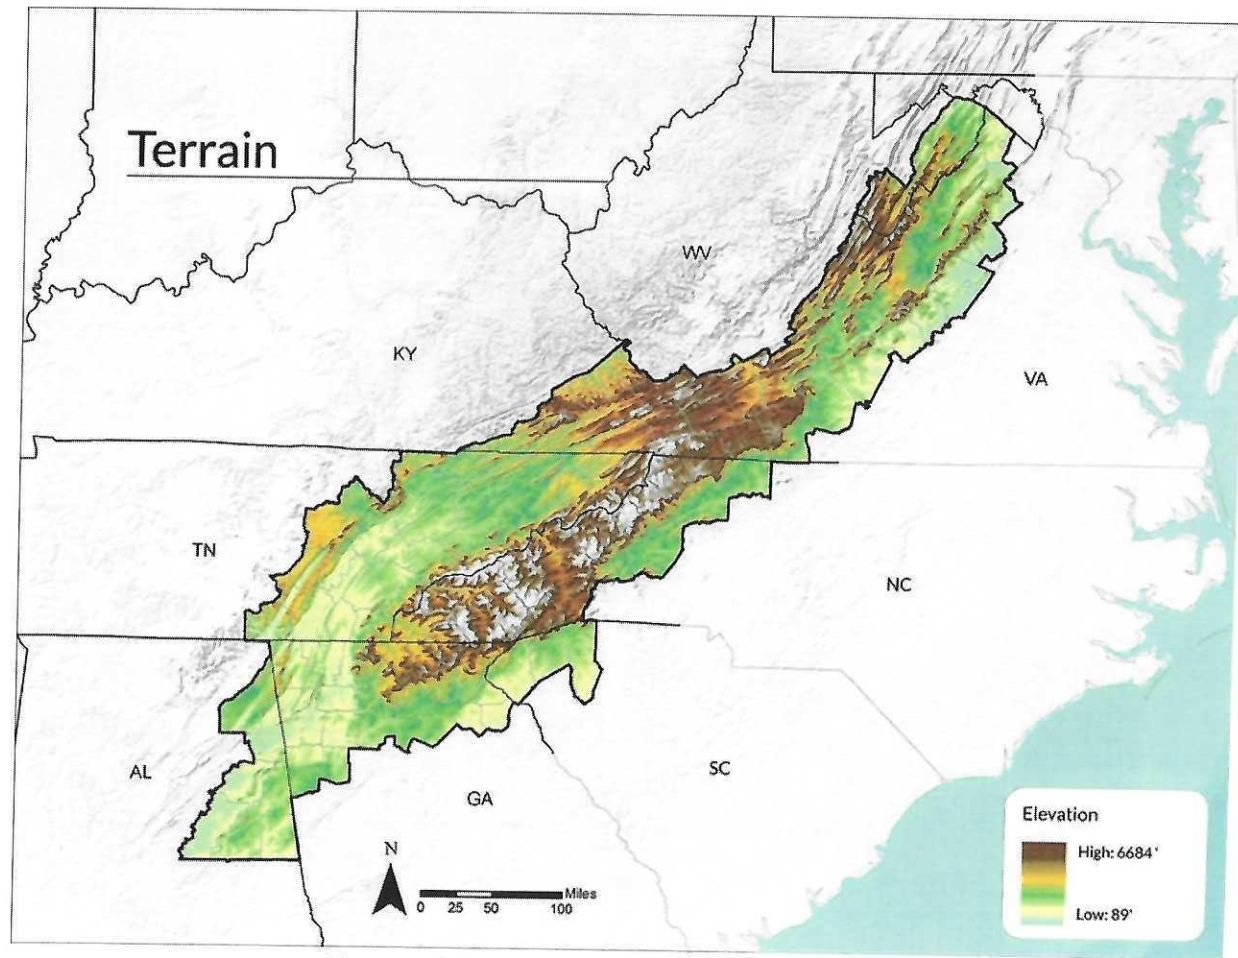 Terrain
WV
KY
VA
TN
NC
AL
SC
GA
N
Miles
0 25 50 100
Elevation
High: 6684'
Low: 89'